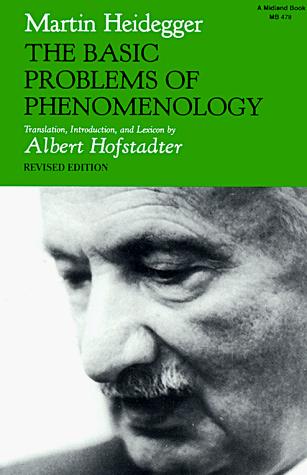 A Midland Book
MB 478
Martin Heidegger
THE BASIC
PROBLEMS OF
PHENOMENOLOGY
Translation, Introduction, and Lexicon by
Albert Hofstadter
REVISED EDITION